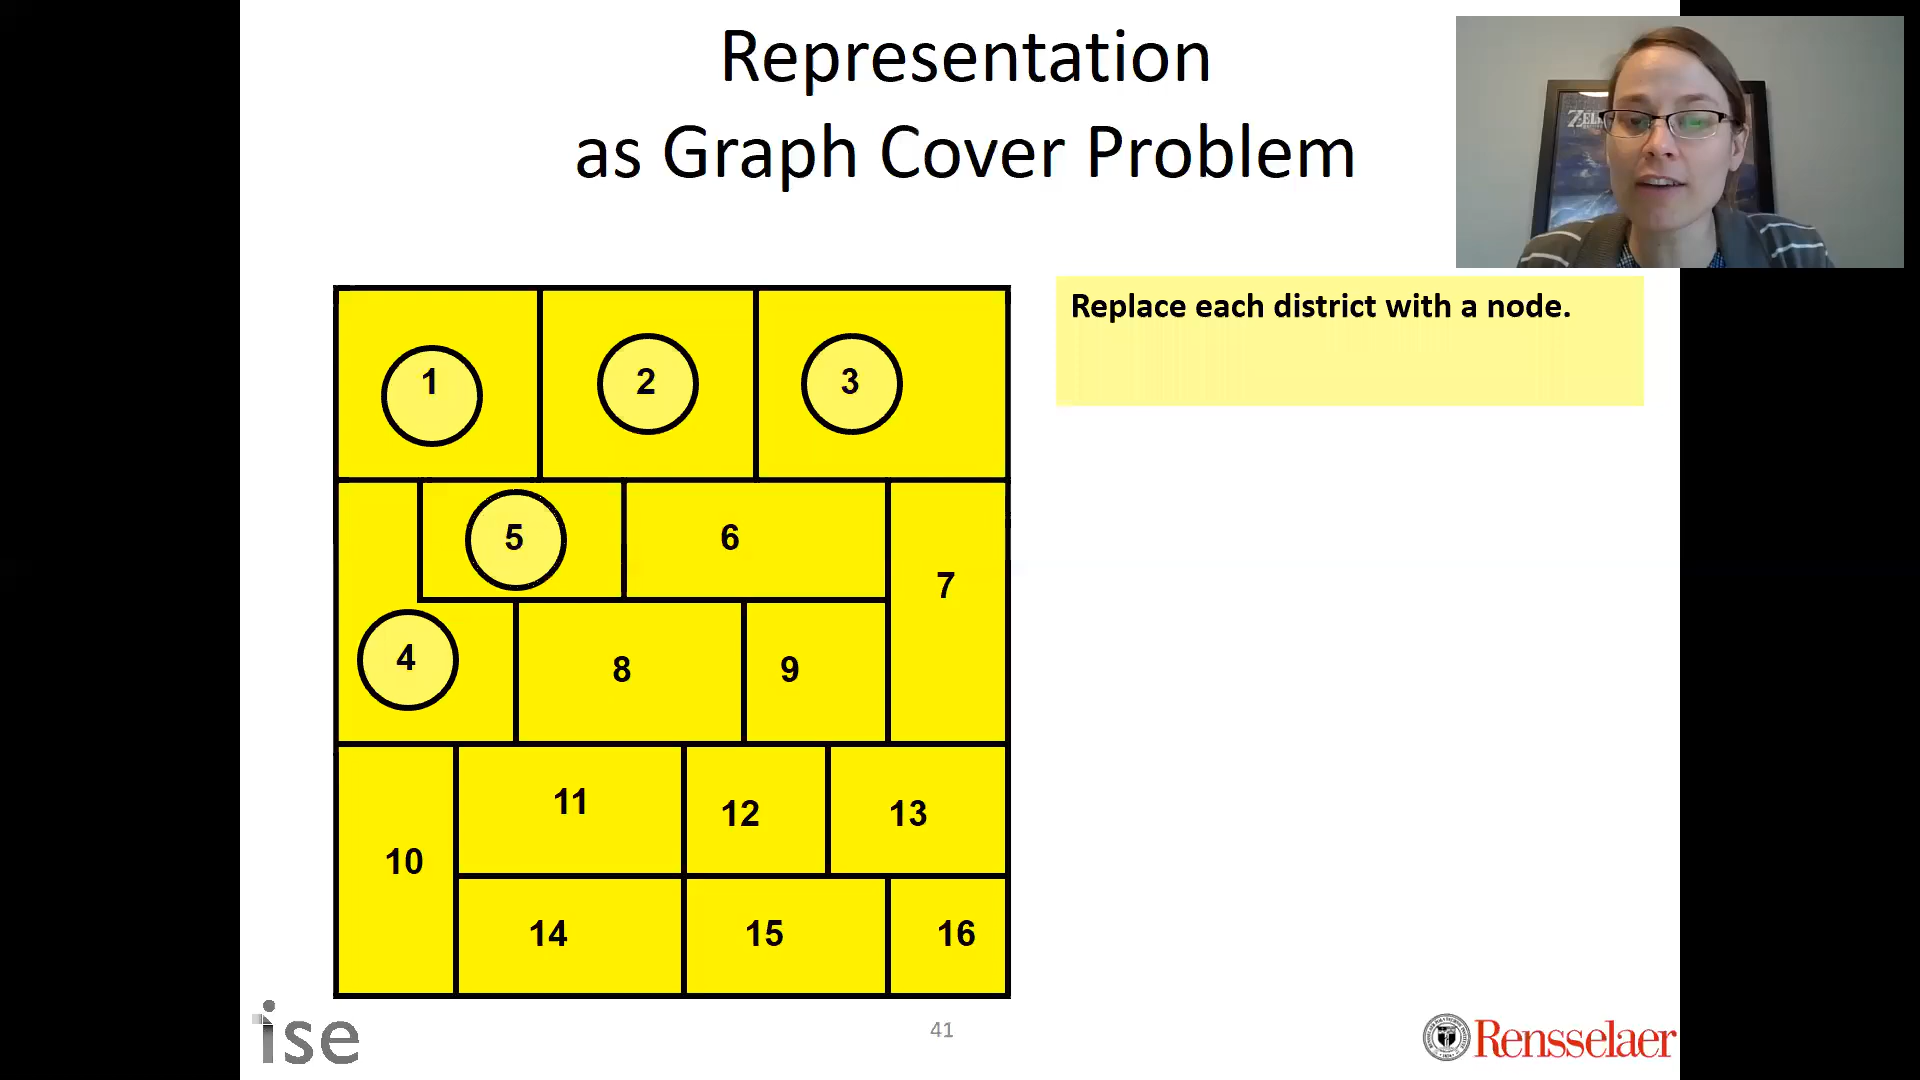 Representation
as Graph Cover Problem
ZEL
Replace each district with a node.
1
2
3
5
6
7
4
8
9
11
12
13
10
14
15
16
41
ise
Rensselaer